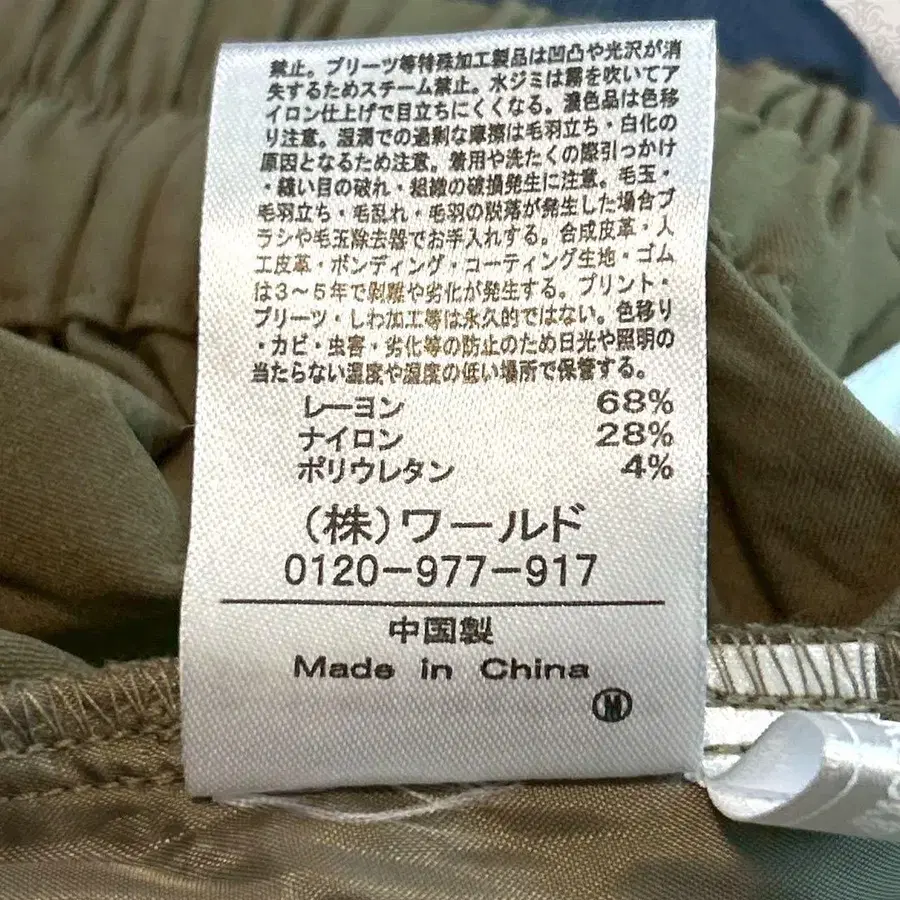 禁止。プリーツ等特殊加工製品は凹凸や光沢が消
失するためスチーム禁止。水ジミは霧を吹いてア
イロン仕上げで目立ちにくくなる。濃色品は色移
り注意。湿潤での過剰な摩擦は毛羽立ち・白化の
原因となるため注意。着用や洗たくの際引っかけ
・縫い目の破れ・組織の破損発生に注意。毛玉・
毛羽立ち・毛乱れ・毛羽の脱落が発生した場合ブ
ラシや毛玉除去器でお手入れする。合成皮革・人
工皮革・ボンディング・コーティング生地・ゴム
は3～5年で剥離や劣化が発生する。プリント・
プリーツ・しわ加工等は永久的ではない。色移り
・カビ・虫害・劣化等の防止のため日光や照明の
当たらない温度や湿度の低い場所で保管する。
レーヨン 68%
ナイロン 28%
ポリウレタン 4%
(株)ワールド
0120-977-917
中国製
Made in China
M